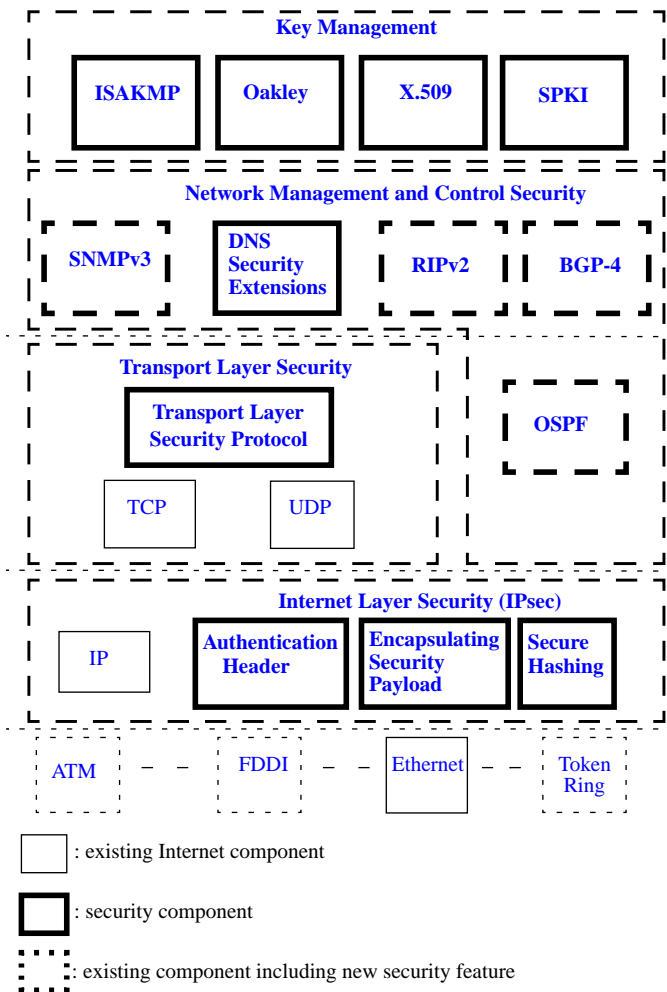 Key Management
ISAKMP
Oakley
X.509
SPKI
Network Management and Control Security
SNMPv3
DNS
Security
Extensions
RIPv2
BGP-4
Transport Layer Security
Transport Layer
Security Protocol
OSPF
TCP
UDP
Internet Layer Security (IPsec)
IP
Authentication
Header
Encapsulating
Security
Payload
Secure
Hashing
ATM
FDDI
Ethernet
Token
Ring
: existing Internet component
: security component
: existing component including new security feature